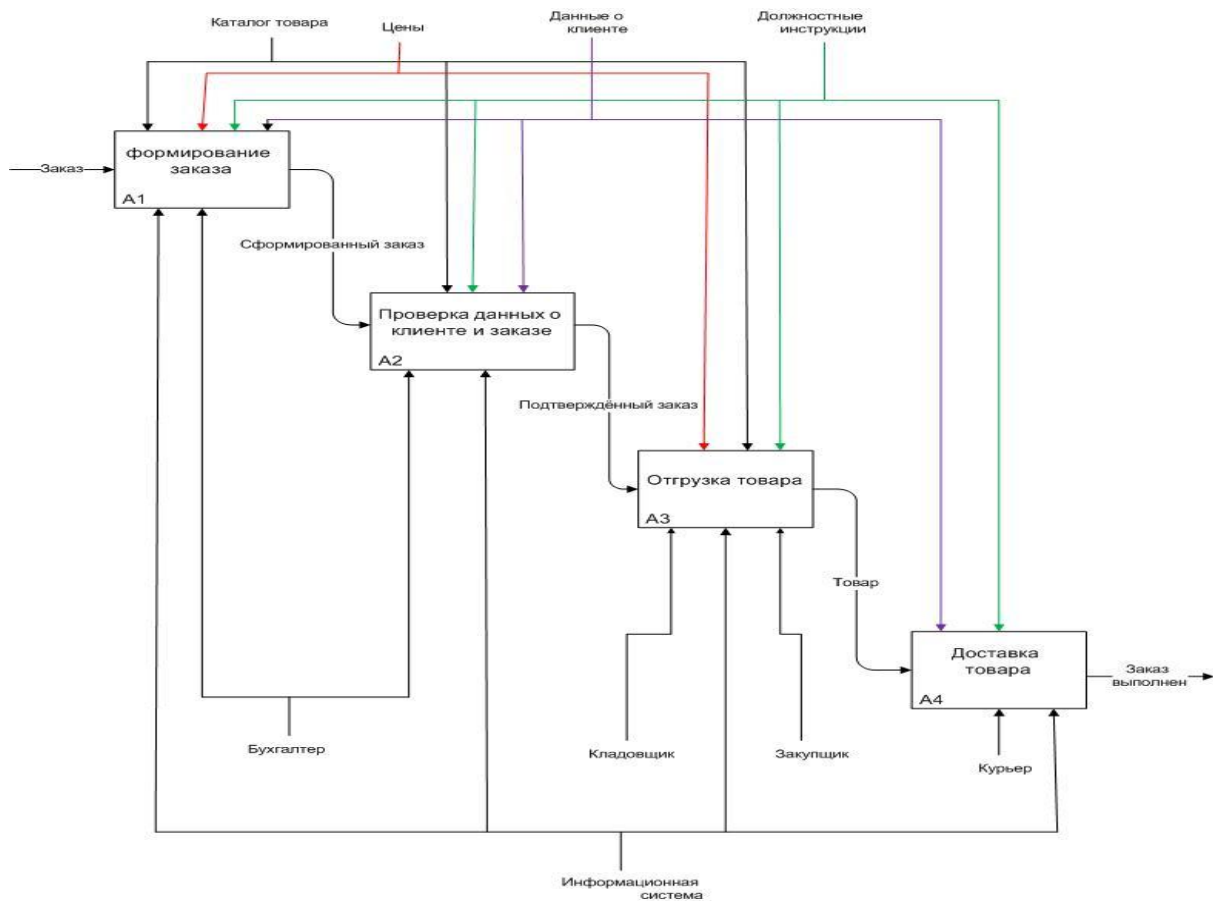 Каталог товара
Цены
Данные о
клиенте
Должностные
инструкции
Заказ
формирование
заказа
A1
Сформированный заказ
Проверка данных о
клиенте и заказе
A2
Подтверждённый заказ
Отгрузка товара
A3
Товар
Доставка
товара
A4
Заказ
выполнен
Бухгалтер
Кладовщик
Закупщик
Курьер
Информационная
система